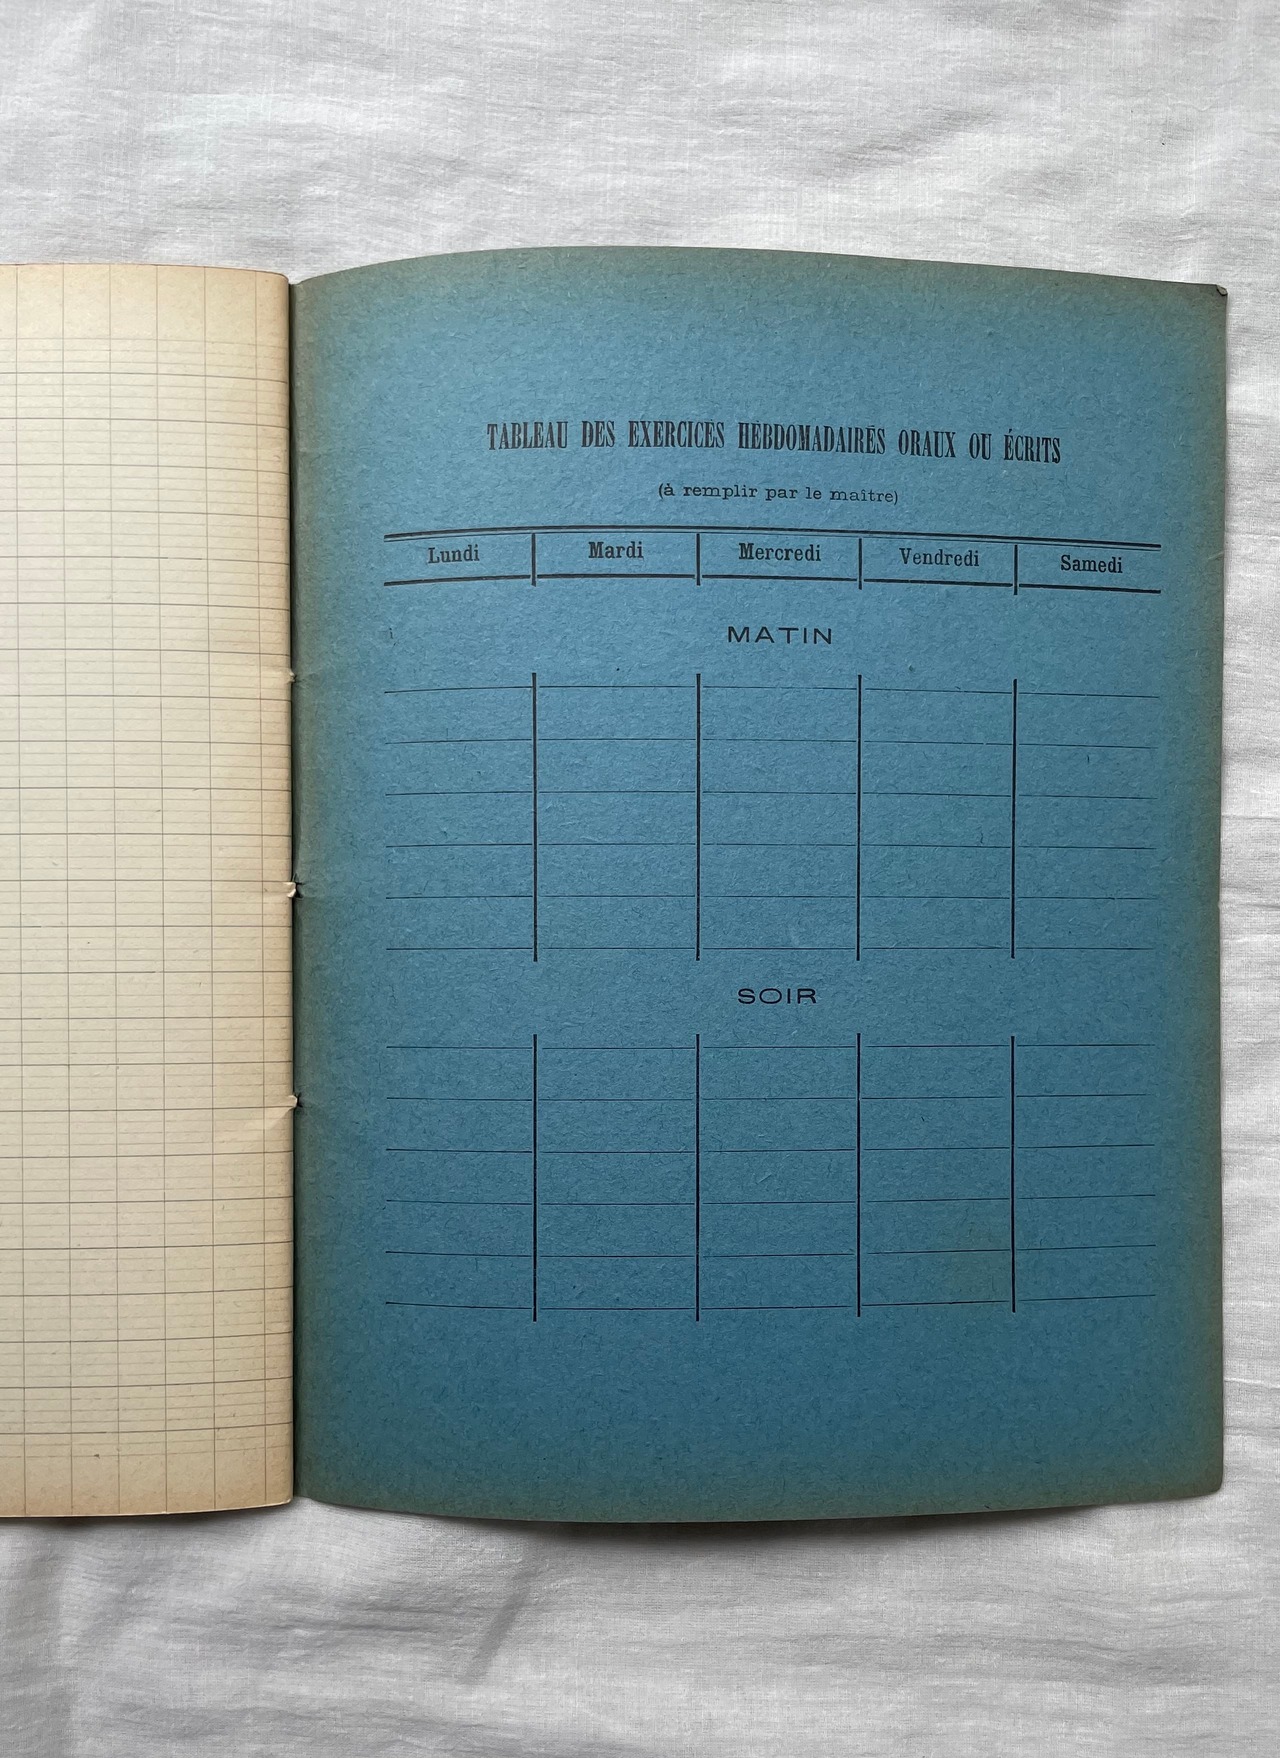 TABLEAU DES EXERCICES HEBDOMADAIRES ORAUX OU ÉCRITS
(à remplir par le maître)
Lundi Mardi Mercredi Vendredi Samedi
MATIN
SOIR